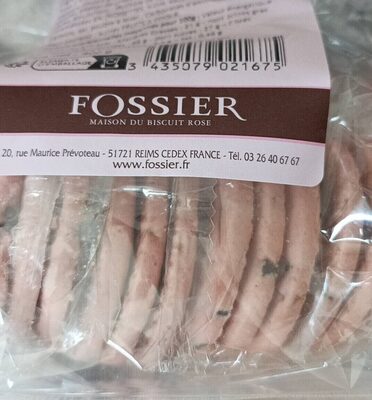 3 435079 021675
FOSSIER
MAISON DU BISCUIT ROSE
20, rue Maurice Prévoteau - 51721 REIMS CEDEX FRANCE - Tél. 03 26 40 67 67
www.fossier.fr